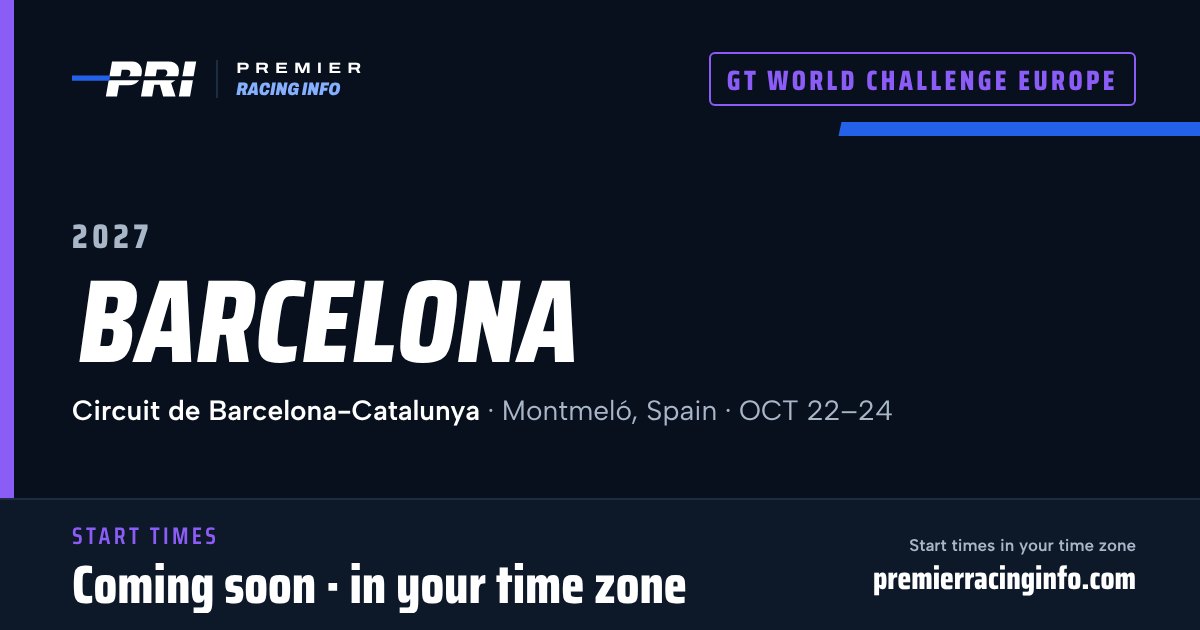 PRI
PREMIER
RACING INFO
GT WORLD CHALLENGE EUROPE
2027
BARCELONA
Circuit de Barcelona-Catalunya · Montmeló, Spain · OCT 22–24
START TIMES
Coming soon · in your time zone
Start times in your time zone
premierracinginfo.com